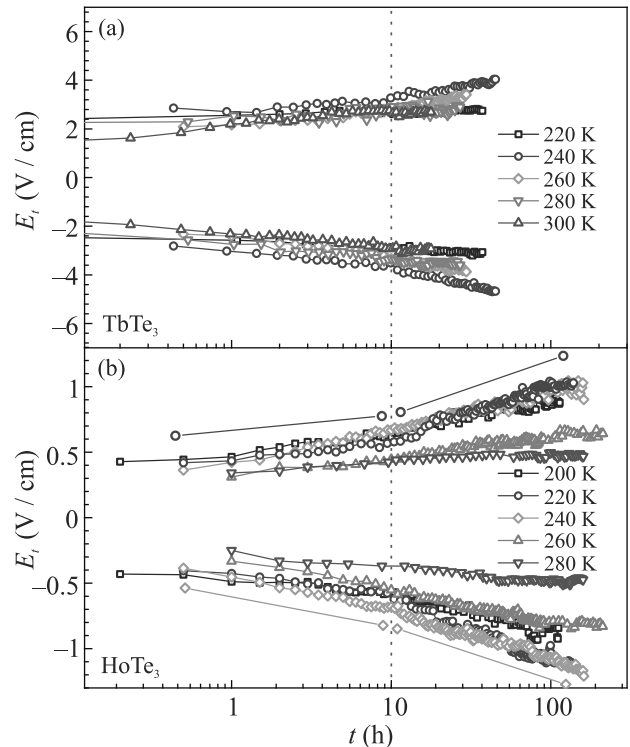 (a)
6
4
2
0
−2
−4
−6
E_t (V / cm)
220 K
240 K
260 K
280 K
300 K
TbTe₃
(b)
1
0.5
0
−0.5
−1
E_t (V / cm)
200 K
220 K
240 K
260 K
280 K
HoTe₃
1
10
100
t (h)